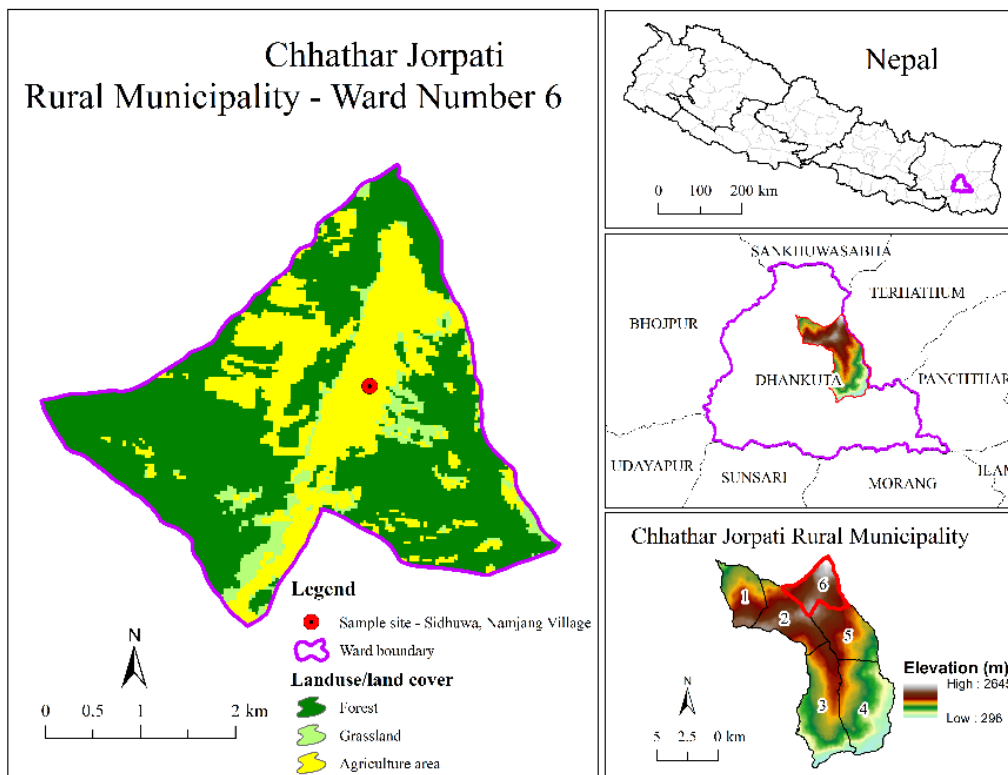 Chhathar Jorpati
Rural Municipality - Ward Number 6
N
0 0.5 1 2 km
Legend
Sample site - Sidhuwa, Namjang Village
Ward boundary
Landuse/land cover
Forest
Grassland
Agriculture area
Nepal
0 100 200 km
SANKHUWASABHA
TERHATHUM
BHOJPUR
DHANKUTA
PANCHTHAR
UDAYAPUR
SUNSARI
MORANG
ILAM
Chhathar Jorpati Rural Municipality
6
1
2
5
3
4
N
5 2.5 0 km
Elevation (m)
High : 2645
Low : 296